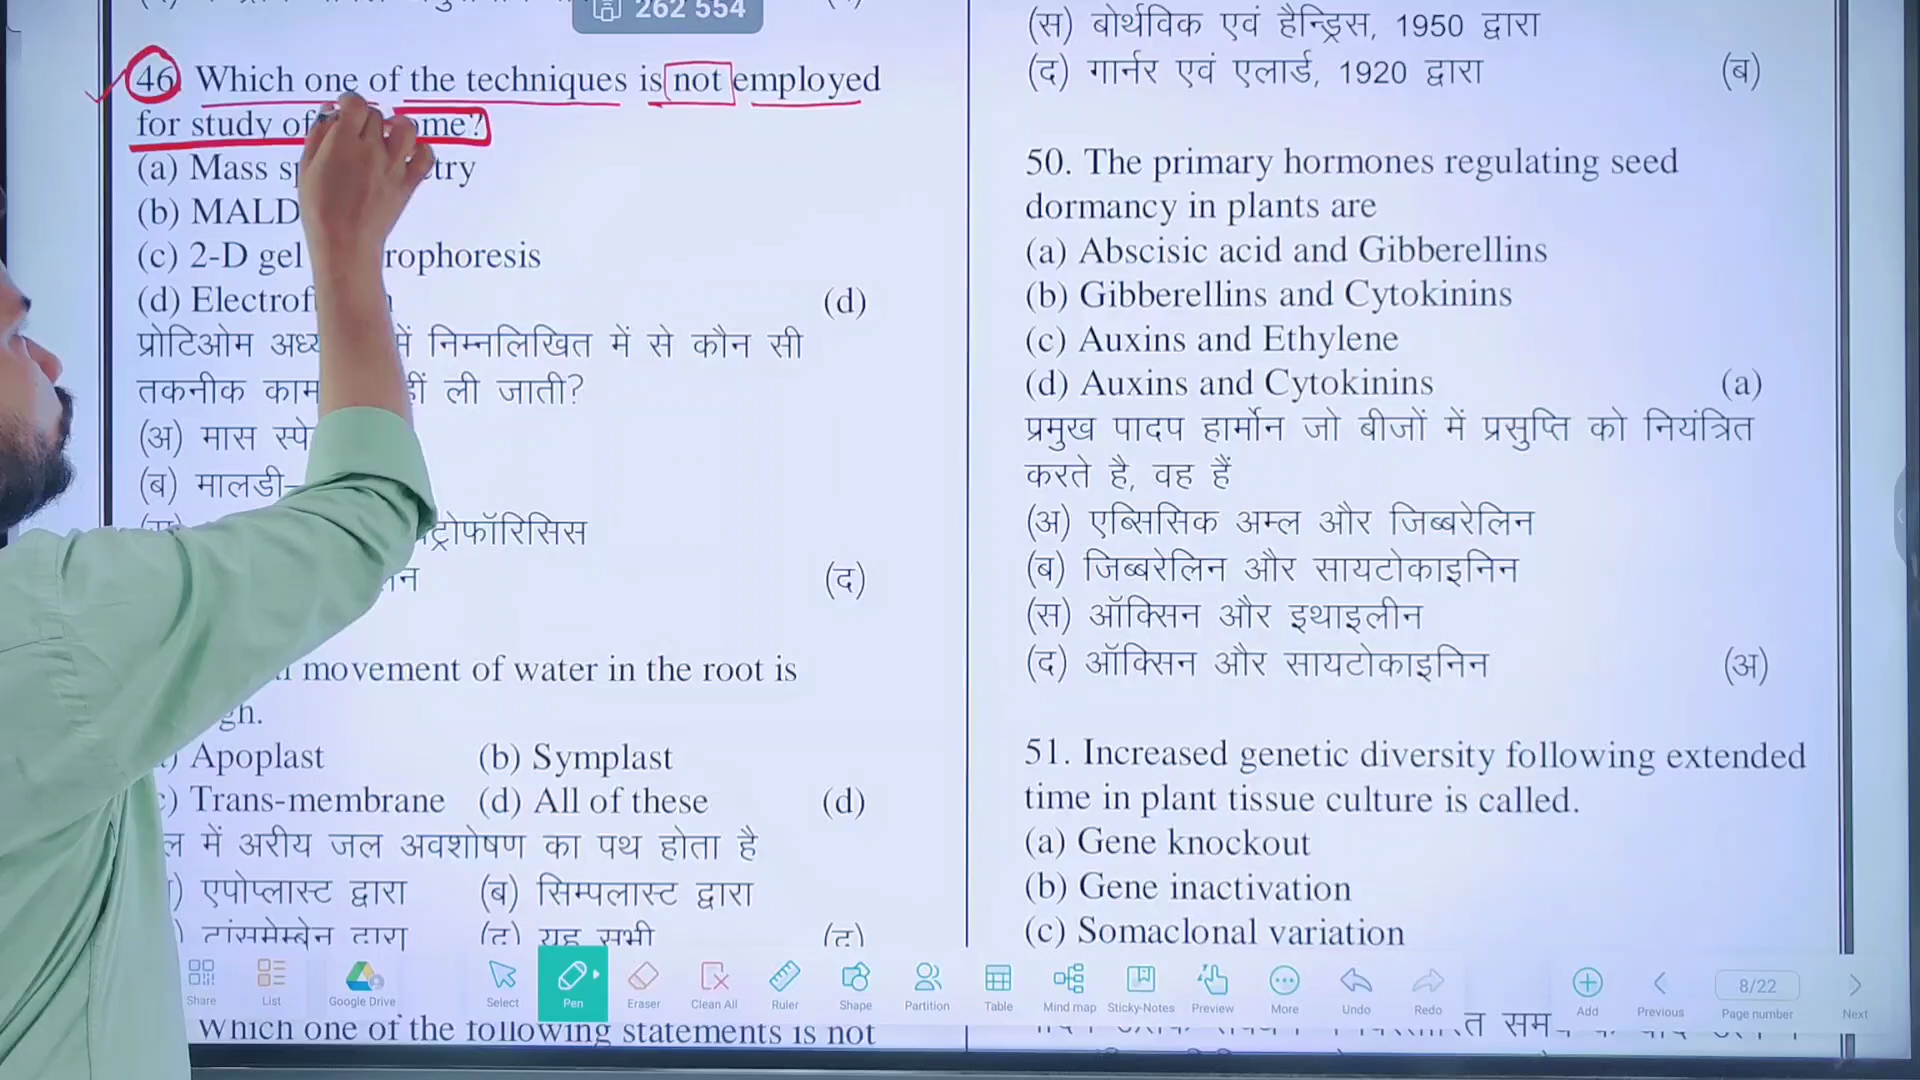 262 554
46. Which one of the techniques is not employed
for study of ome?
(a) Mass sp try
(b) MALD
(c) 2-D gel rophoresis
(d) Electrof (d)
प्रोटिओम में निम्नलिखित में से कौन सी
तकनीक काम ली जाती?
(अ) मास स्पे
(ब) मालडी-
ट्रोफॉरिसिस
न (द)
movement of water in the root is
gh.
Apoplast (b) Symplast
Trans-membrane (d) All of these (d)
में अरीय जल अवशोषण का पथ होता है
एपोप्लास्ट द्वारा (ब) सिम्पलास्ट द्वारा
ट्रांसमेम्ब्रेन द्वारा (द) यह सभी (द)
Which one of the following statements is not
(स) बोर्थविक एवं हैन्ड्रिस, 1950 द्वारा
(द) गार्नर एवं एलार्ड, 1920 द्वारा (ब)
50. The primary hormones regulating seed
dormancy in plants are
(a) Abscisic acid and Gibberellins
(b) Gibberellins and Cytokinins
(c) Auxins and Ethylene
(d) Auxins and Cytokinins (a)
प्रमुख पादप हार्मोन जो बीजों में प्रसुप्ति को नियंत्रित
करते है, वह हैं
(अ) एब्सिसिक अम्ल और जिब्बरेलिन
(ब) जिब्बरेलिन और सायटोकाइनिन
(स) ऑक्सिन और इथाइलीन
(द) ऑक्सिन और सायटोकाइनिन (अ)
51. Increased genetic diversity following extended
time in plant tissue culture is called.
(a) Gene knockout
(b) Gene inactivation
(c) Somaclonal variation
Share List Google Drive Select Pen Eraser Clean All Ruler Shape Partition Table Mind map Sticky-Notes Preview More Undo Redo Add Previous 8/22 Page number Next